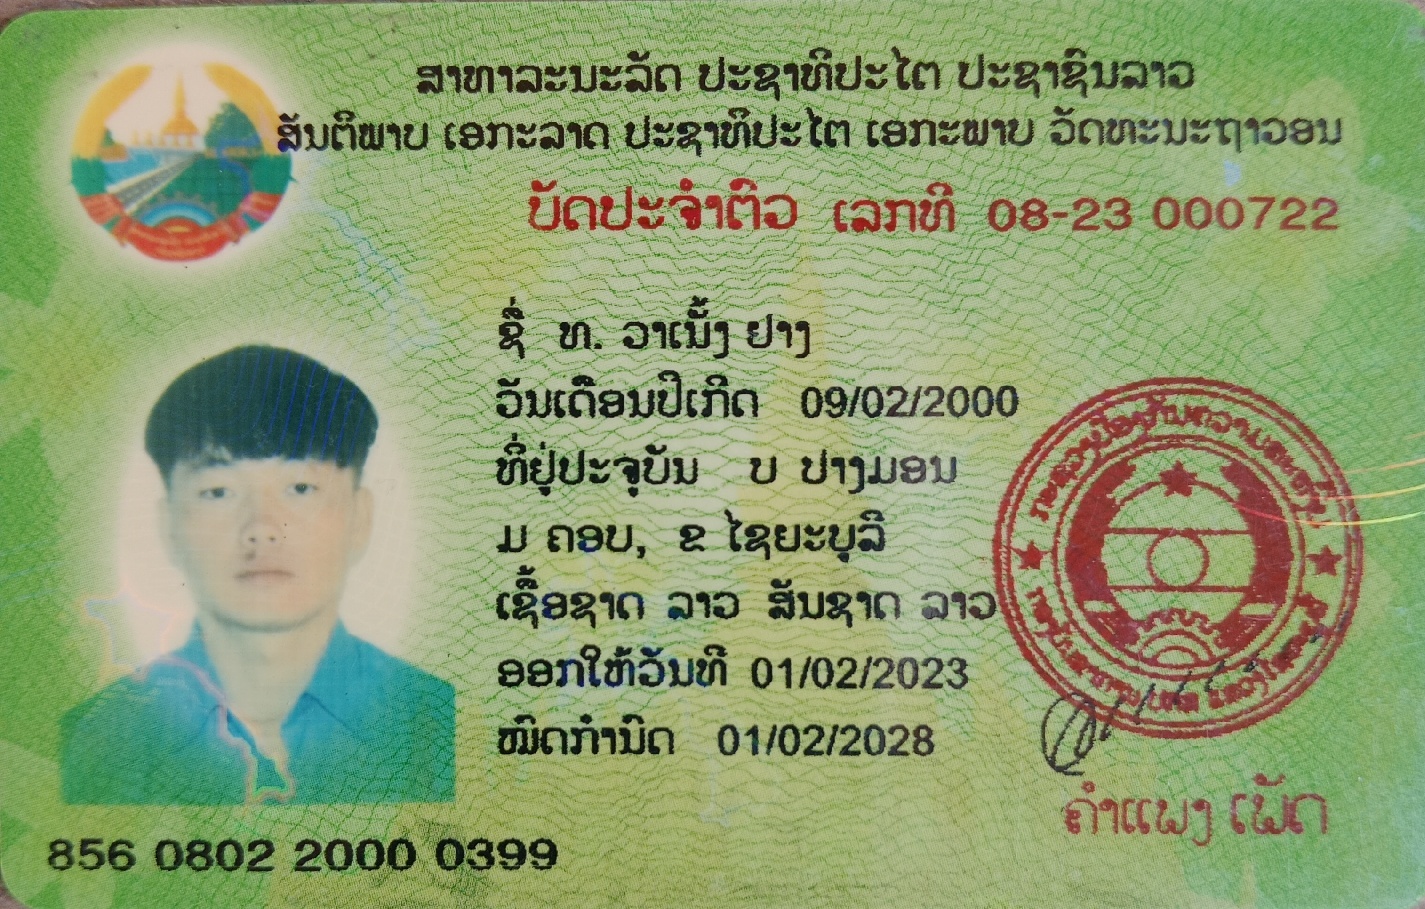 ສາທາລະນະລັດ ປະຊາທິປະໄຕ ປະຊາຊົນລາວ
ສັນຕິພາບ ເອກະລາດ ປະຊາທິປະໄຕ ເອກະພາບ ວັດທະນະຖາວອນ
ບັດປະຈຳຕົວ ເລກທີ 08-23 000722
ຊື່ ທ. ວາເນັ້ງ ຢາງ
ວັນເດືອນປີເກີດ 09/02/2000
ທີ່ຢູ່ປະຈຸບັນ ບ ປາງມອນ
ມ ຄອບ, ຂ ໄຊຍະບຸລີ
ເຊື້ອຊາດ ລາວ ສັນຊາດ ລາວ
ອອກໃຫ້ວັນທີ 01/02/2023
ໝົດກຳນົດ 01/02/2028
ຄຳແພງ ເພັດ
856 0802 2000 0399